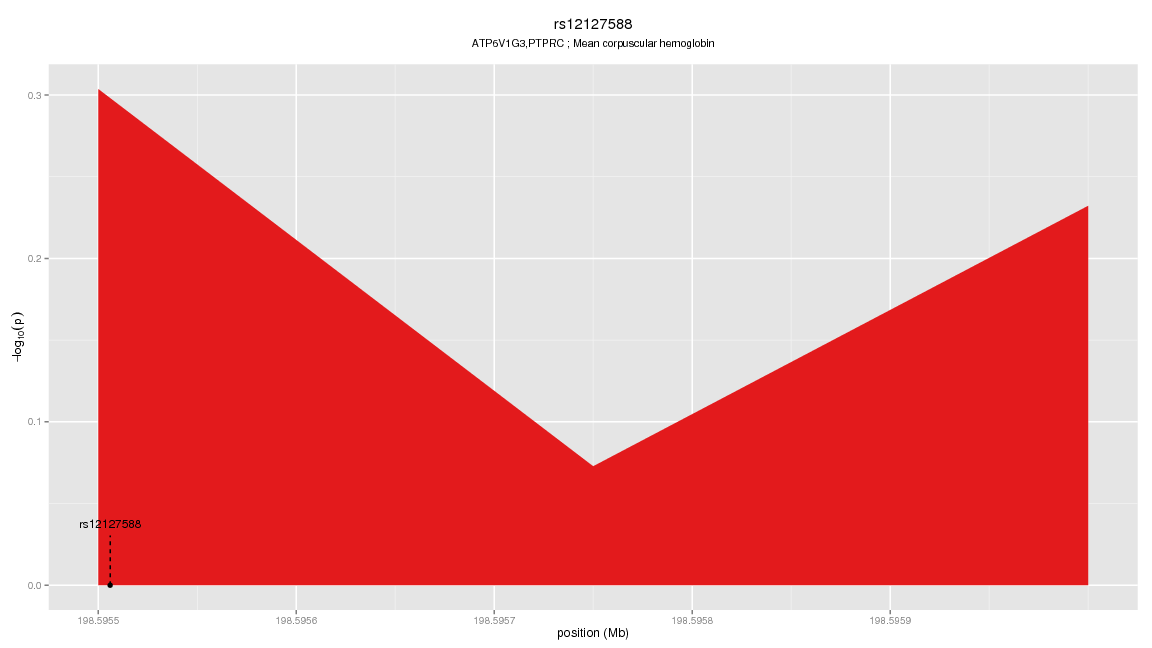 rs12127588
ATP6V1G3,PTPRC ; Mean corpuscular hemoglobin
0.3
0.2
−log10(p)
0.1
rs12127588
0.0
198.5955 198.5956 198.5957 198.5958 198.5959
position (Mb)